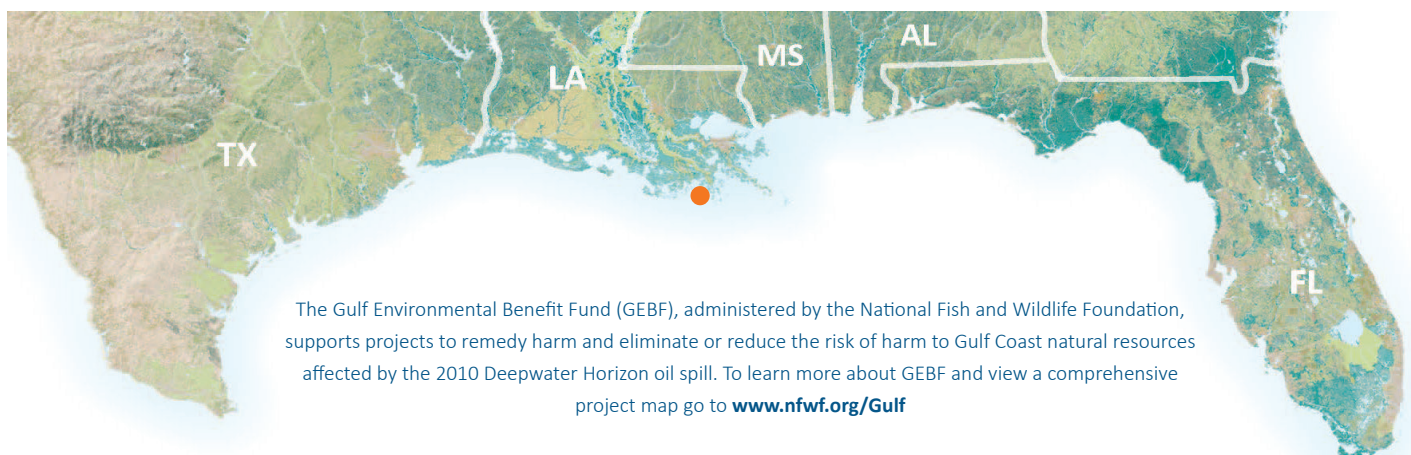 AL
MS
LA
TX
FL
The Gulf Environmental Benefit Fund (GEBF), administered by the National Fish and Wildlife Foundation,
supports projects to remedy harm and eliminate or reduce the risk of harm to Gulf Coast natural resources
affected by the 2010 Deepwater Horizon oil spill. To learn more about GEBF and view a comprehensive
project map go to www.nfwf.org/Gulf